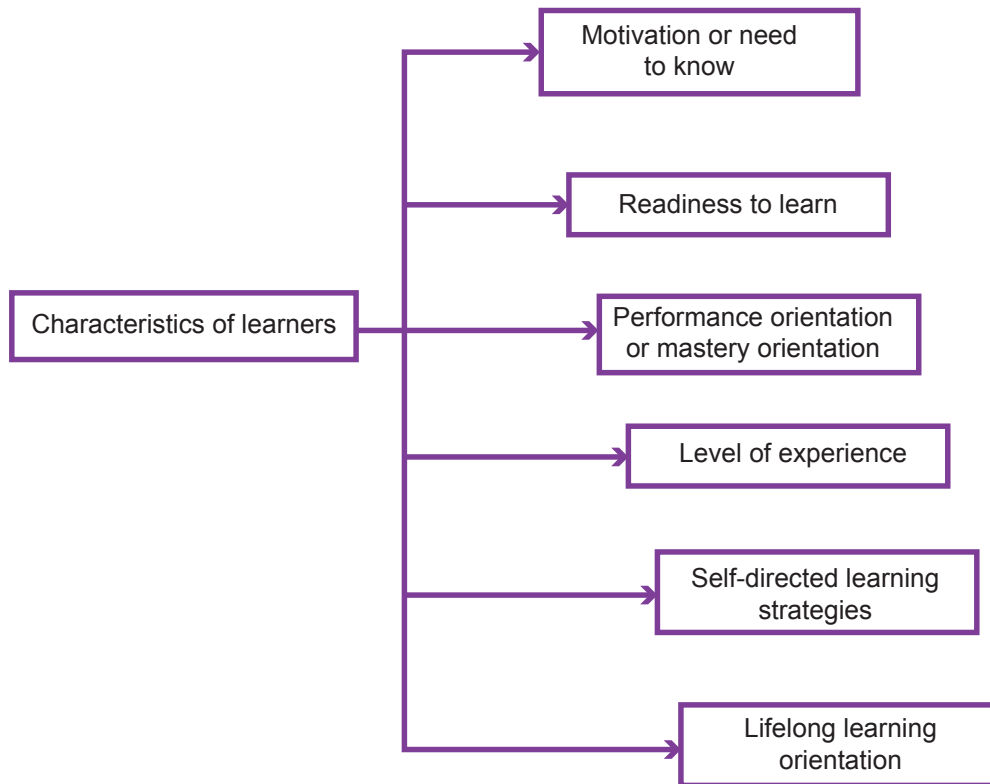 Motivation or need
to know
Readiness to learn
Characteristics of learners
Performance orientation
or mastery orientation
Level of experience
Self-directed learning
strategies
Lifelong learning
orientation